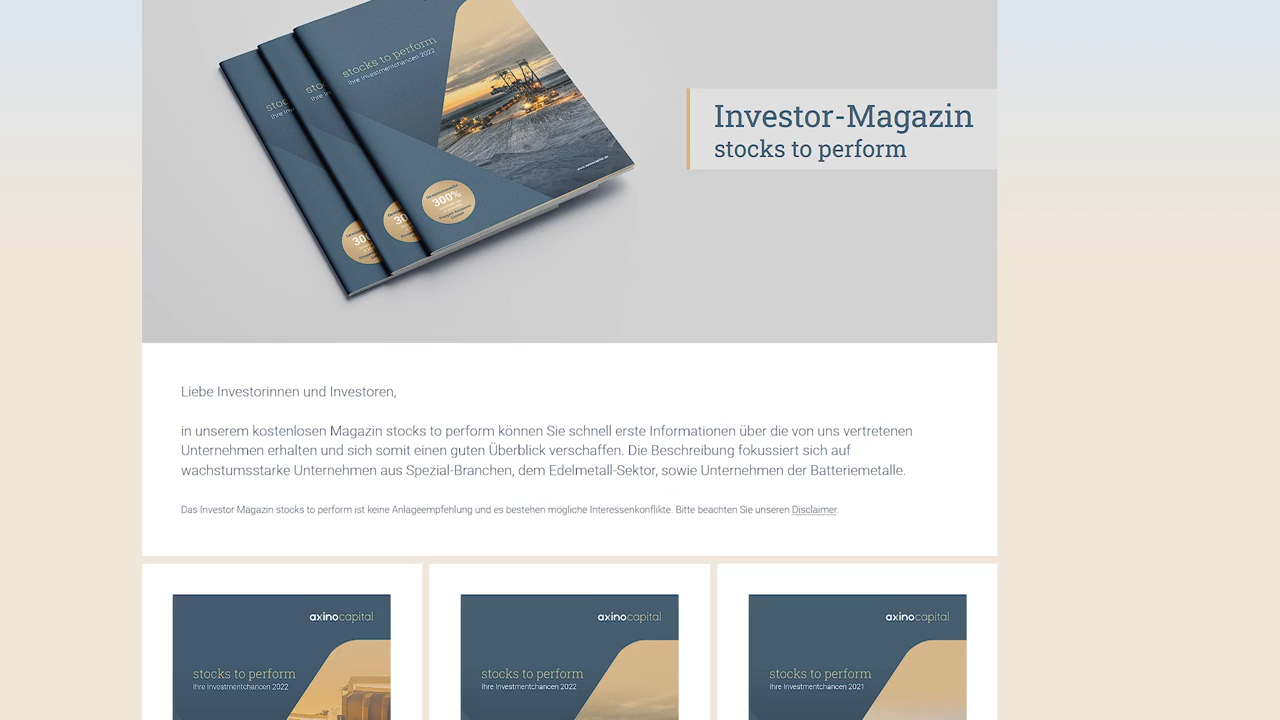 stocks to perform
Ihre Investmentchancen 2022
www.axinocapital.de
300%
Investor-Magazin
stocks to perform
Liebe Investorinnen und Investoren,
in unserem kostenlosen Magazin stocks to perform können Sie schnell erste Informationen über die von uns vertretenen
Unternehmen erhalten und sich somit einen guten Überblick verschaffen. Die Beschreibung fokussiert sich auf
wachstumsstarke Unternehmen aus Spezial-Branchen, dem Edelmetall-Sektor, sowie Unternehmen der Batteriemetalle.
Das Investor Magazin stocks to perform ist keine Anlageempfehlung und es bestehen mögliche Interessenkonflikte. Bitte beachten Sie unseren Disclaimer.
axinocapital
stocks to perform
Ihre Investmentchancen 2022
axinocapital
stocks to perform
Ihre Investmentchancen 2022
axinocapital
stocks to perform
Ihre Investmentchancen 2021